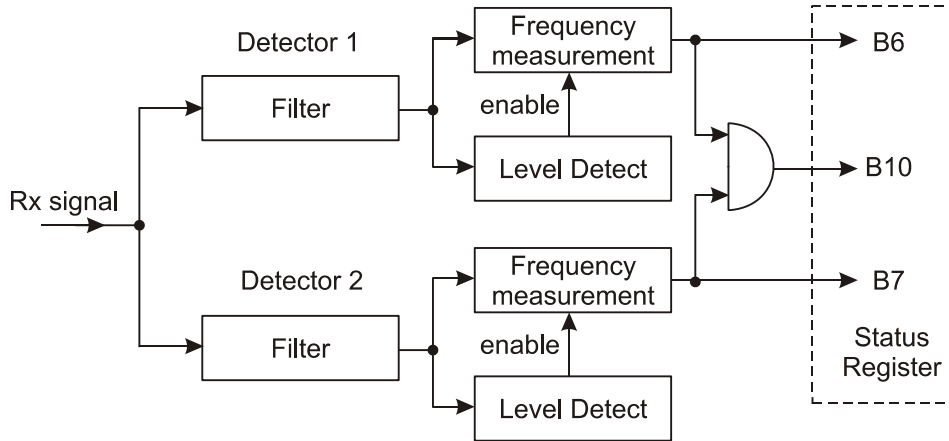 Detector 1
Filter
Frequency
measurement
enable
Level Detect
B6
B10
Rx signal
Detector 2
Filter
Frequency
measurement
enable
Level Detect
B7
Status
Register